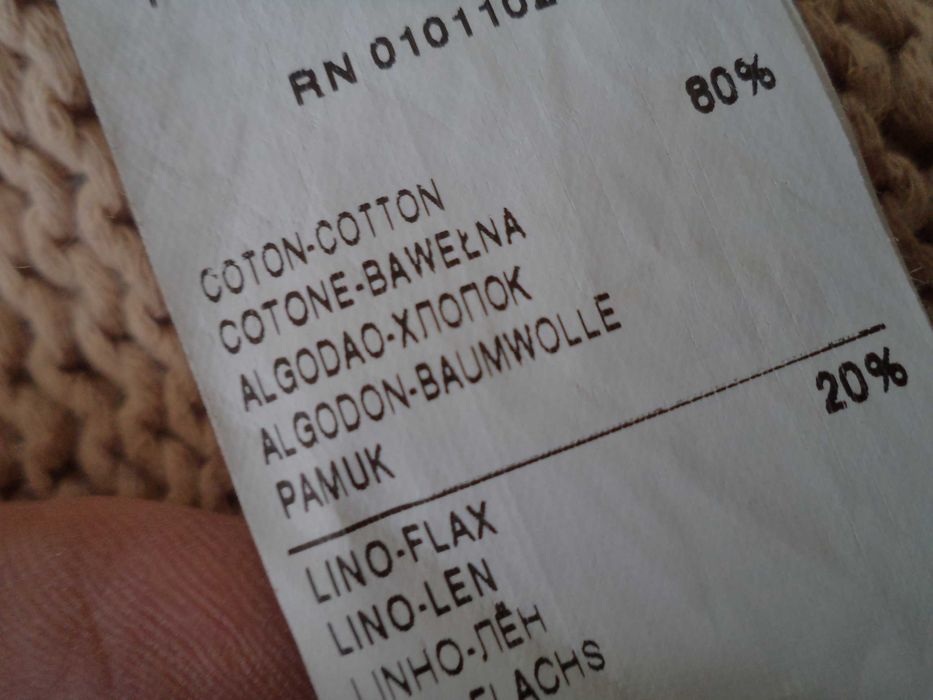 RN 0101102
80%
COTON-COTTON
COTONE-BAWEŁNA
ALGODAO-ХЛОПОК
ALGODON-BAUMWOLLE
PAMUK
20%
LINO-FLAX
LINO-LEN
LINHO-ЛЁН
FLACHS